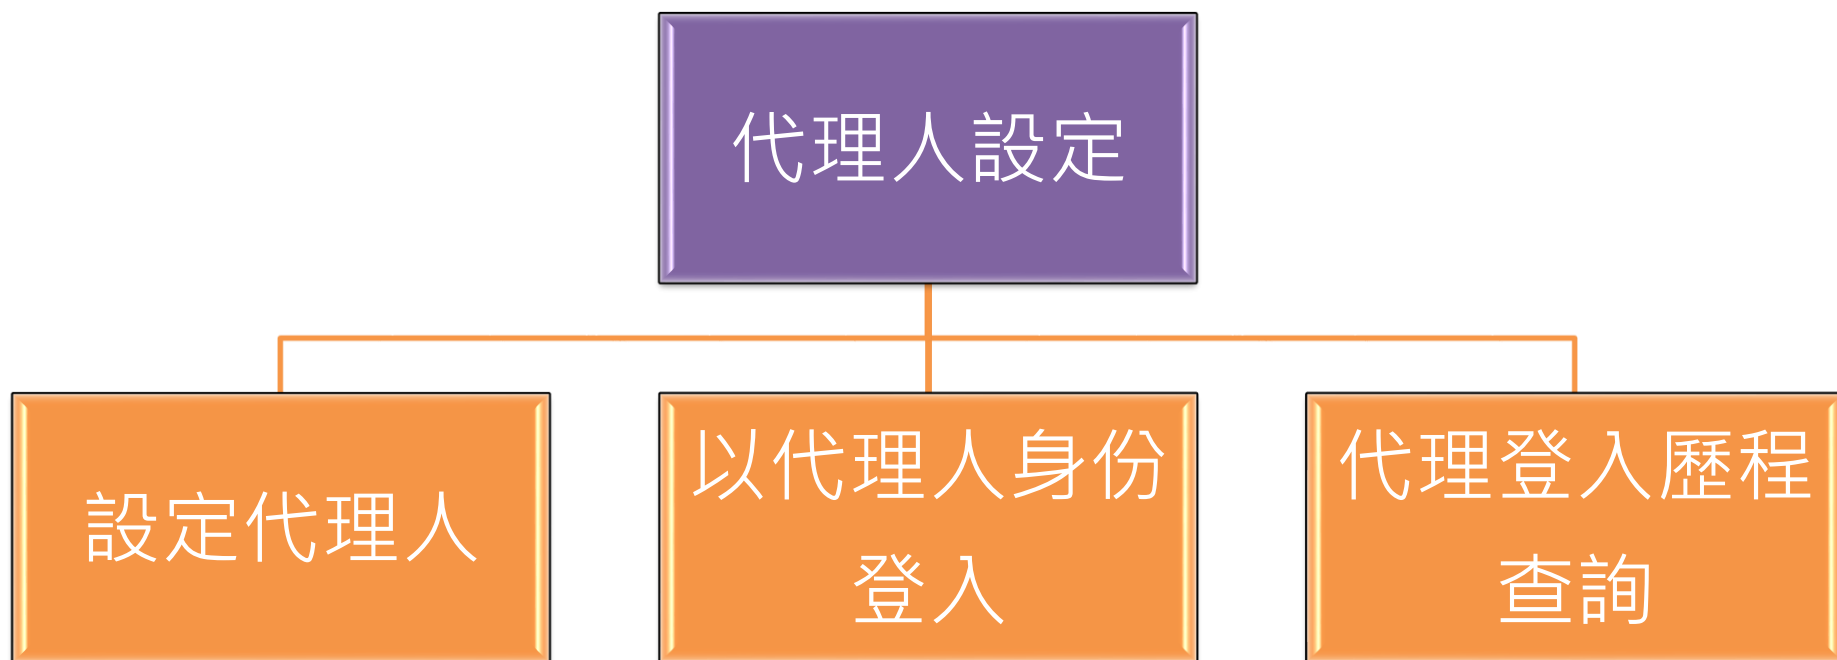 代理人設定
設定代理人
以代理人身份
登入
代理登入歷程
查詢